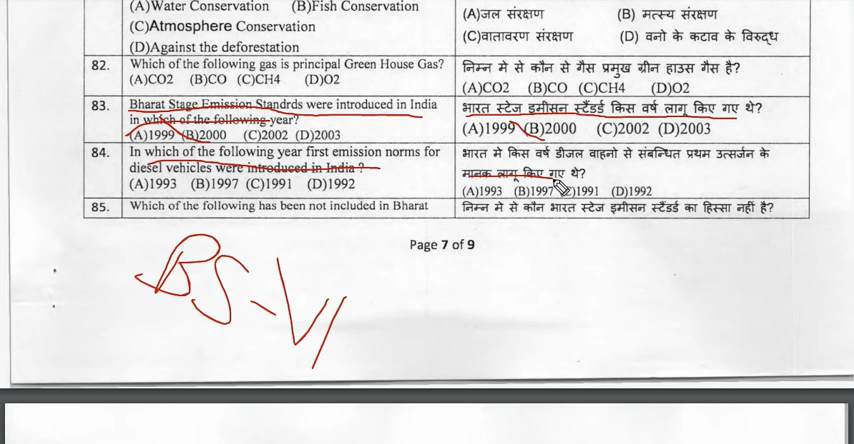 (A)Water Conservation (B)Fish Conservation
(C)Atmosphere Conservation
(D)Against the deforestation
(A)जल संरक्षण (B) मत्स्य संरक्षण
(C)वातावरण संरक्षण (D) वनो के कटाव के विरुद्ध
82. Which of the following gas is principal Green House Gas?
(A)CO2 (B)CO (C)CH4 (D)O2
निम्न मे से कौन से गैस प्रमुख ग्रीन हाउस गैस है?
(A)CO2 (B)CO (C)CH4 (D)O2
83. Bharat Stage Emission Standrds were introduced in India
in which of the following year?
(A)1999 (B)2000 (C)2002 (D)2003
भारत स्टेज इमीसन स्टैंडर्ड किस वर्ष लागू किए गए थे?
(A)1999 (B)2000 (C)2002 (D)2003
84. In which of the following year first emission norms for
diesel vehicles were introduced in India ?
(A)1993 (B)1997 (C)1991 (D)1992
भारत मे किस वर्ष डीजल वाहनो से संबन्धित प्रथम उत्सर्जन के
मानक लागू किए गए थे?
(A)1993 (B)1997 (C)1991 (D)1992
85. Which of the following has been not included in Bharat
निम्न मे से कौन भारत स्टेज इमीसन स्टैंडर्ड का हिस्सा नहीं है?
Page 7 of 9
BS-VI